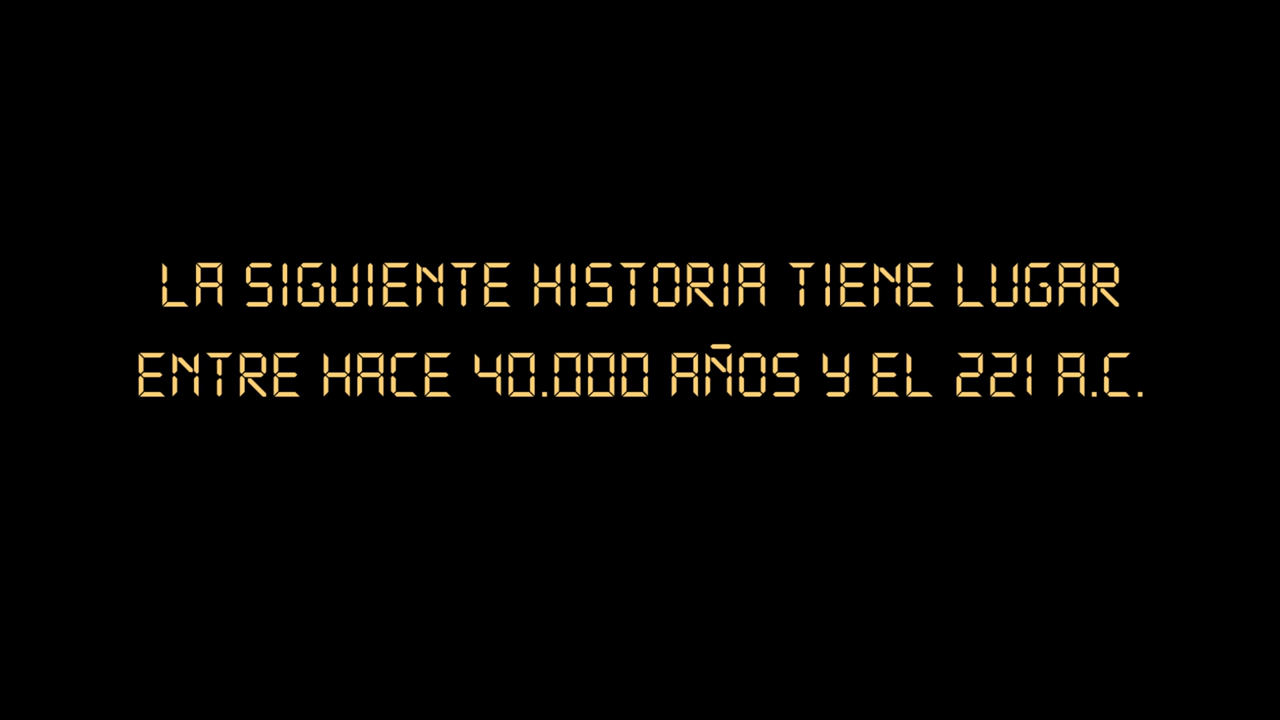 LA SIGUIENTE HISTORIA TIENE LUGAR
ENTRE HACE 40.000 AÑOS Y EL 221 A.C.